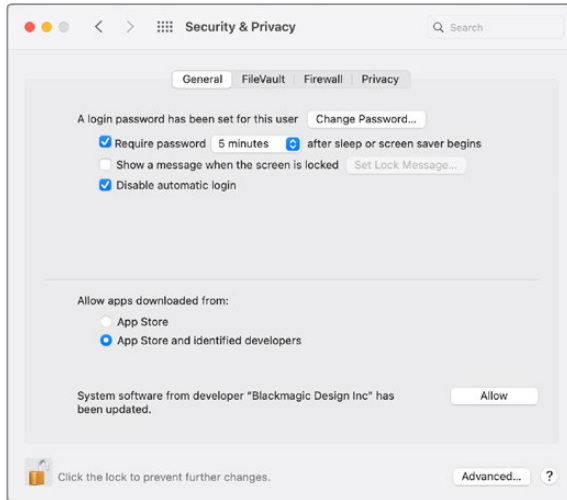 Security & Privacy
Search
General FileVault Firewall Privacy
A login password has been set for this user Change Password...
Require password 5 minutes after sleep or screen saver begins
Show a message when the screen is locked Set Lock Message...
Disable automatic login
Allow apps downloaded from:
App Store
App Store and identified developers
System software from developer "Blackmagic Design Inc" has
been updated.
Allow
Click the lock to prevent further changes.
Advanced... ?